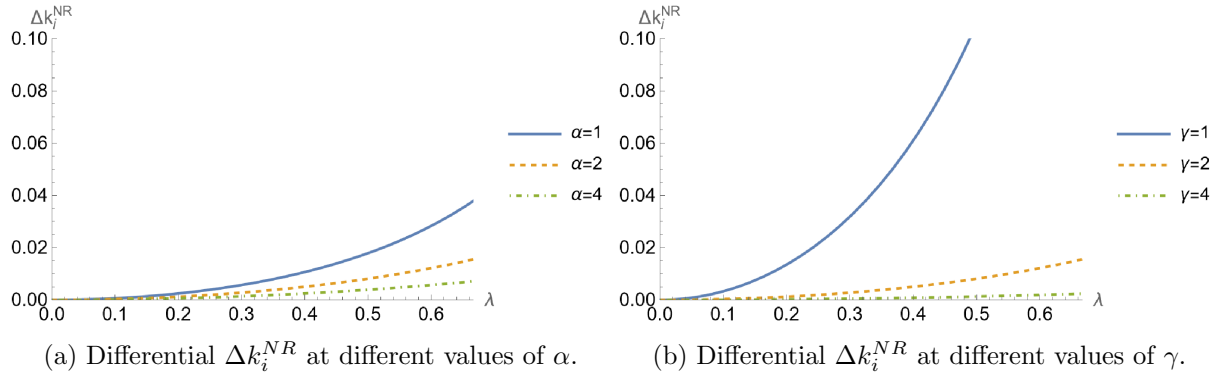 Δk_i^NR
0.10
0.08
0.06
0.04
0.02
0.00
0.0 0.1 0.2 0.3 0.4 0.5 0.6 λ
α=1
α=2
α=4
(a) Differential Δk_i^NR at different values of α.
Δk_i^NR
0.10
0.08
0.06
0.04
0.02
0.00
0.0 0.1 0.2 0.3 0.4 0.5 0.6 λ
γ=1
γ=2
γ=4
(b) Differential Δk_i^NR at different values of γ.